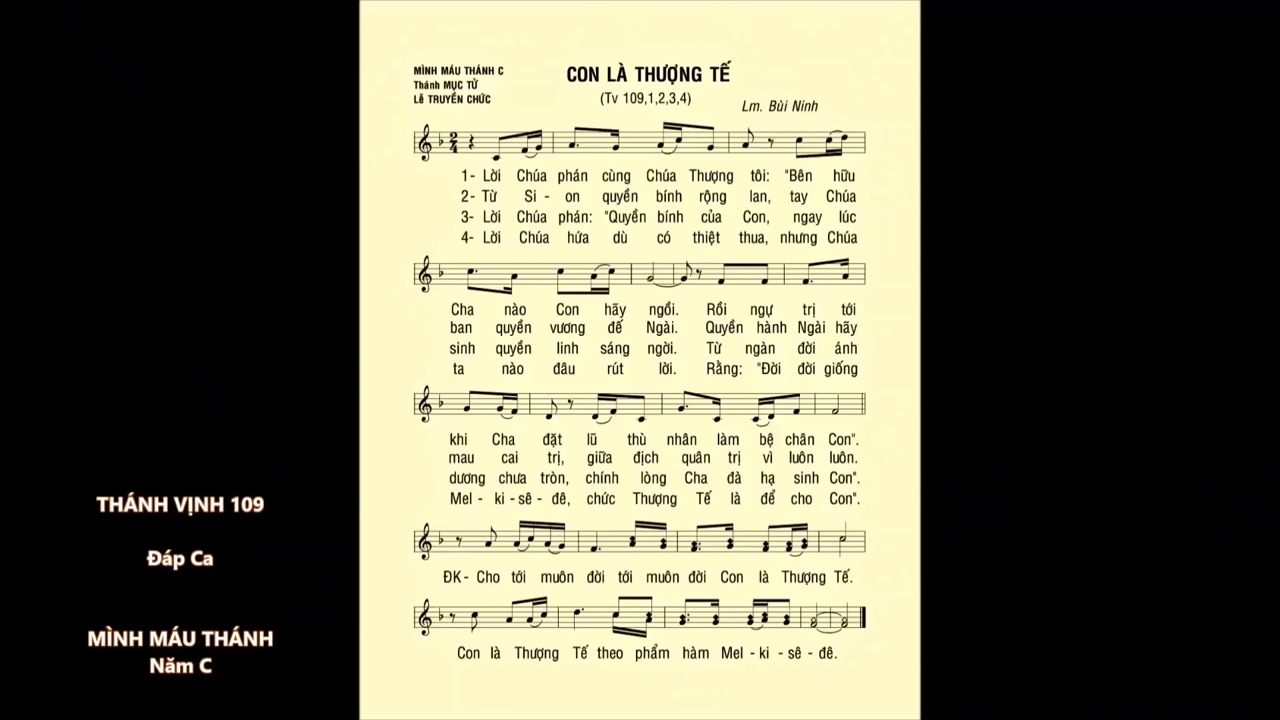 MÌNH MÁU THÁNH C
Thánh MỤC TỬ
Lễ TRUYỀN CHỨC
CON LÀ THƯỢNG TẾ
(Tv 109,1,2,3,4)
Lm. Bùi Ninh
1- Lời Chúa phán cùng Chúa Thượng tôi: "Bên hữu
2- Từ Si - on quyền bính rộng lan, tay Chúa
3- Lời Chúa phán: "Quyền bính của Con, ngay lúc
4- Lời Chúa hứa dù có thiệt thua, nhưng Chúa
Cha nào Con hãy ngồi. Rồi ngự trị tới
ban quyền vương đế Ngài. Quyền hành Ngài hãy
sinh quyền linh sáng ngời. Từ ngàn đời ánh
ta nào đâu rút lời. Rằng: "Đời đời giống
khi Cha đặt lũ thù nhân làm bệ chân Con".
mau cai trị, giữa địch quân trị vì luôn luôn.
dương chưa tròn, chính lòng Cha đà hạ sinh Con".
Mel - ki - sê - đê, chức Thượng Tế là để cho Con".
ĐK- Cho tới muôn đời tới muôn đời Con là Thượng Tế.
Con là Thượng Tế theo phẩm hàm Mel - ki - sê - đê.
THÁNH VỊNH 109
Đáp Ca
MÌNH MÁU THÁNH
Năm C